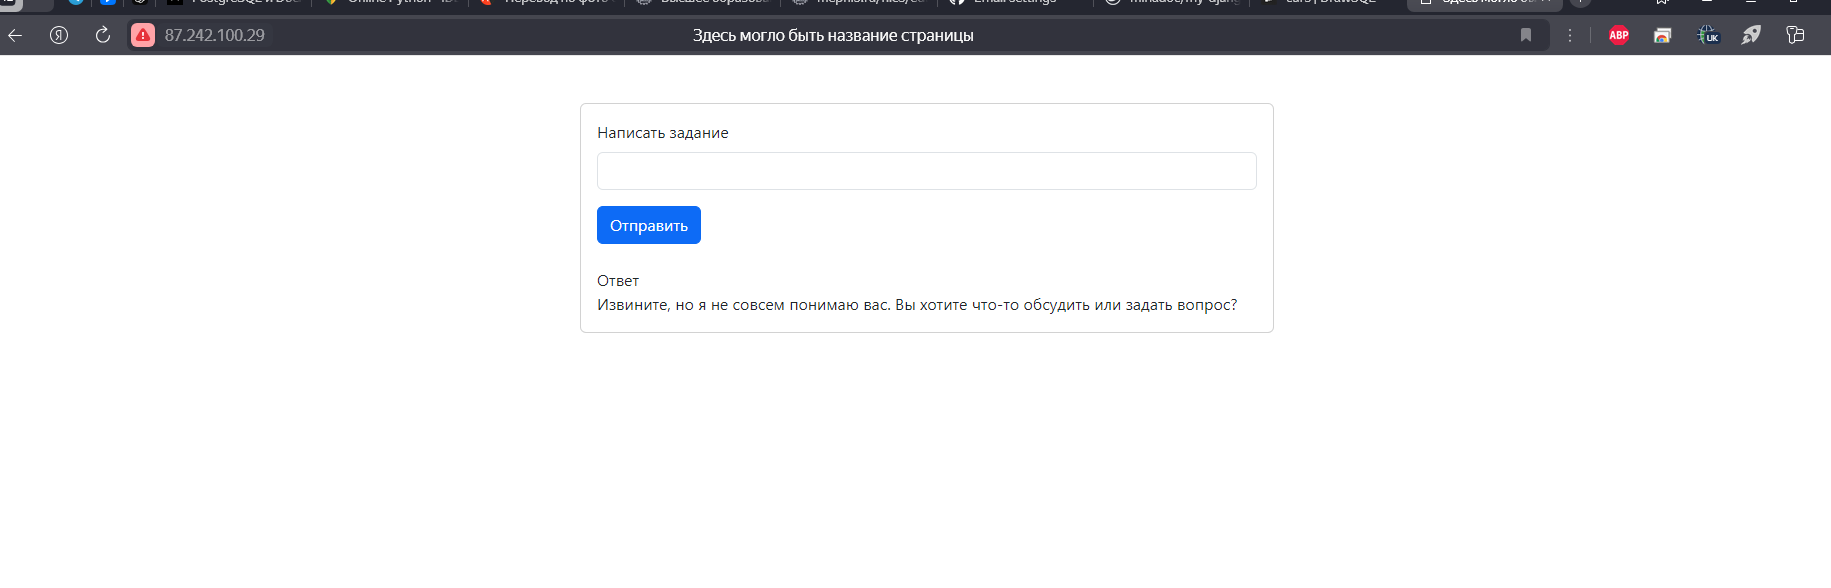 87.242.100.29
Здесь могло быть название страницы
ABP
UK
Написать задание
Отправить
Ответ
Извините, но я не совсем понимаю вас. Вы хотите что-то обсудить или задать вопрос?